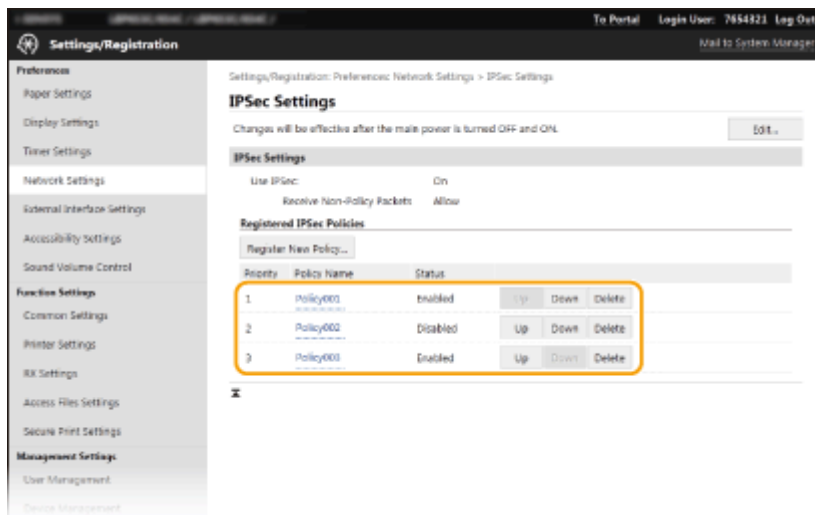 To Portal Login User: 7654321 Log Out
Settings/Registration
Mail to System Manager
Preferences
Paper Settings
Display Settings
Timer Settings
Network Settings
External Interface Settings
Accessibility Settings
Sound Volume Control
Function Settings
Common Settings
Printer Settings
RX Settings
Access Files Settings
Secure Print Settings
Management Settings
User Management
Device Management
Settings/Registration: Preferences: Network Settings > IPSec Settings
IPSec Settings
Changes will be effective after the main power is turned OFF and ON.
Edit...
IPSec Settings
Use IPSec: On
Receive Non-Policy Packets Allow
Registered IPSec Policies
Register New Policy...
Priority Policy Name Status
1 Policy001 Enabled Up Down Delete
2 Policy002 Disabled Up Down Delete
3 Policy003 Enabled Up Down Delete